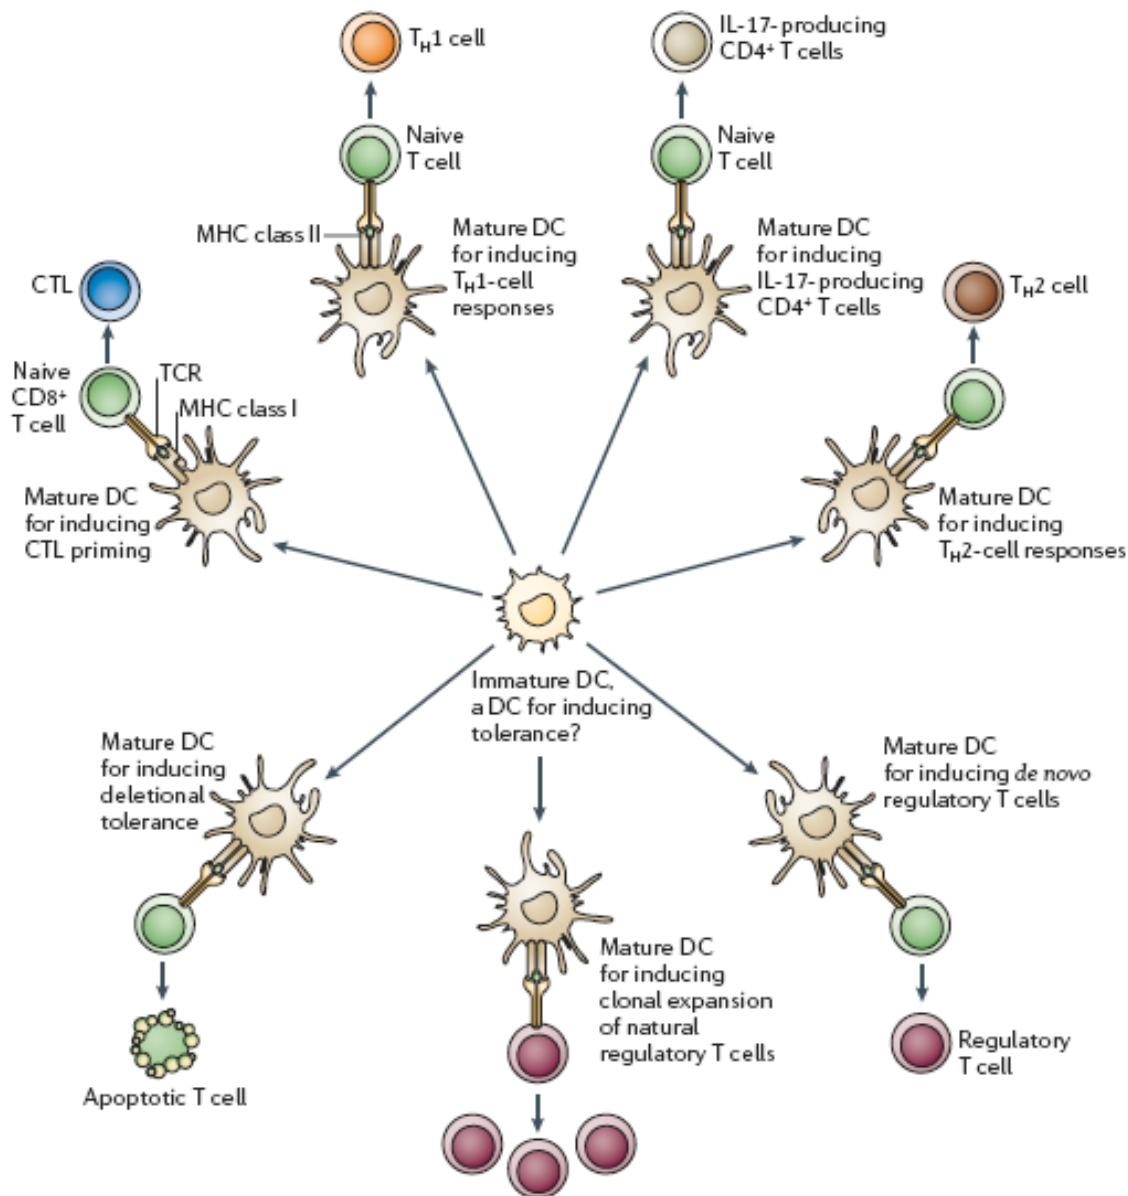 T_H1 cell
IL-17-producing
CD4⁺ T cells
Naive
T cell
Naive
T cell
MHC class II
Mature DC
for inducing
T_H1-cell
responses
Mature DC
for inducing
IL-17-producing
CD4⁺ T cells
CTL
T_H2 cell
Naive
CD8⁺
T cell
TCR
MHC class I
Mature DC
for inducing
CTL priming
Mature DC
for inducing
T_H2-cell responses
Immature DC,
a DC for inducing
tolerance?
Mature DC
for inducing
deletional
tolerance
Mature DC
for inducing de novo
regulatory T cells
Mature DC
for inducing
clonal expansion
of natural
regulatory T cells
Regulatory
T cell
Apoptotic T cell